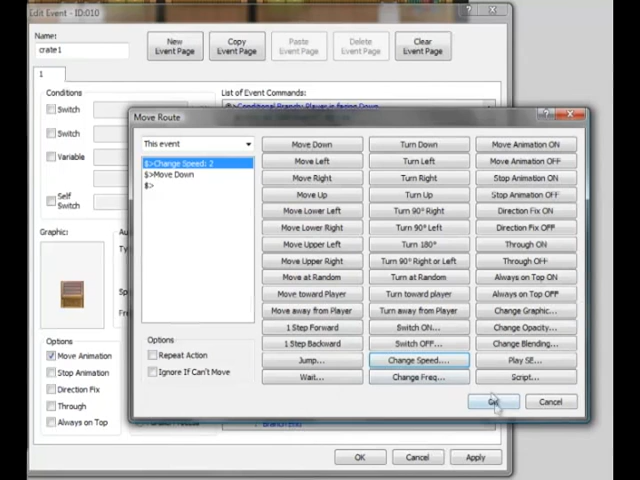 Edit Event - ID:010
Name:
crate1
New
Event Page
Copy
Event Page
Paste
Event Page
Delete
Event Page
Clear
Event Page
1
Conditions
Switch
Switch
Variable
Self
Switch
List of Event Commands:
@>Conditional Branch: Player is facing Down
Graphic:
Options
Move Animation
Stop Animation
Direction Fix
Through
Always on Top
Move Route
This event
$>Change Speed: 2
$>Move Down
$>
Options
Repeat Action
Ignore If Can't Move
Move Down
Move Left
Move Right
Move Up
Move Lower Left
Move Lower Right
Move Upper Left
Move Upper Right
Move at Random
Move toward Player
Move away from Player
1 Step Forward
1 Step Backward
Jump...
Wait...
Turn Down
Turn Left
Turn Right
Turn Up
Turn 90° Right
Turn 90° Left
Turn 180°
Turn 90° Right or Left
Turn at Random
Turn toward player
Turn away from Player
Switch ON...
Switch OFF...
Change Speed...
Change Freq...
Move Animation ON
Move Animation OFF
Stop Animation ON
Stop Animation OFF
Direction Fix ON
Direction Fix OFF
Through ON
Through OFF
Always on Top ON
Always on Top OFF
Change Graphic...
Change Opacity...
Change Blending...
Play SE...
Script...
OK
Cancel
Branch End
OK
Cancel
Apply